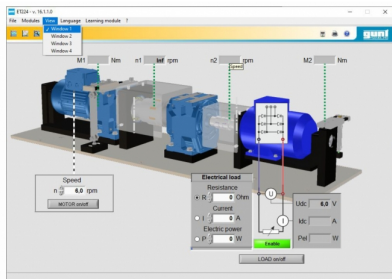 ET224 - v. 16.1.1.0
File Modules View Language Learning module ?
✓ Window 1
Window 2
Window 3
Window 4
gunt
M1 Nm n1 Inf rpm n2 rpm M2 Nm
Speed
Speed
n 6,0 rpm
MOTOR on/off
Electrical load
Resistance
R 0 Ohm
Current
I 0 A
Electric power
P 0 W
U
I
Enable
Udc 6,0 V
Idc A
Pel W
LOAD on/off